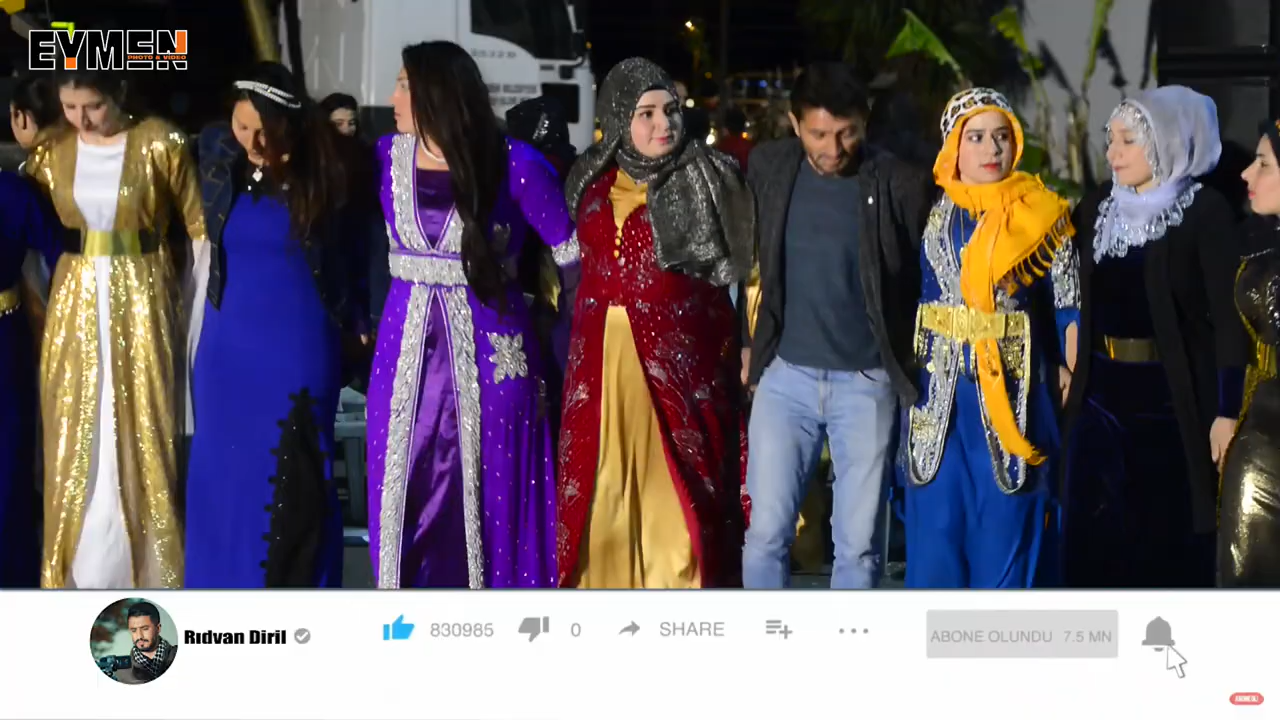 EYMEN
PHOTO & VIDEO
Rıdvan Diril
830985
0
SHARE
ABONE OLUNDU 7.5 MN